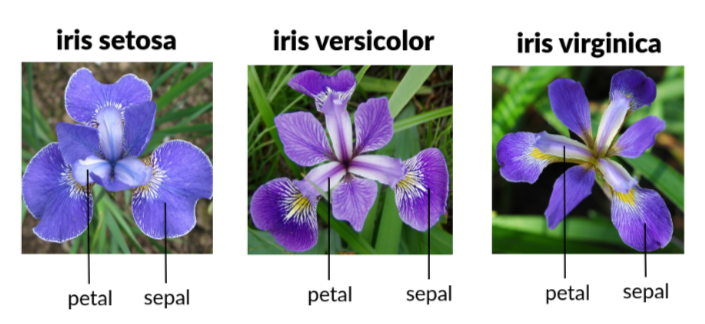 iris setosa
iris versicolor
iris virginica
petal
sepal
petal
sepal
petal
sepal